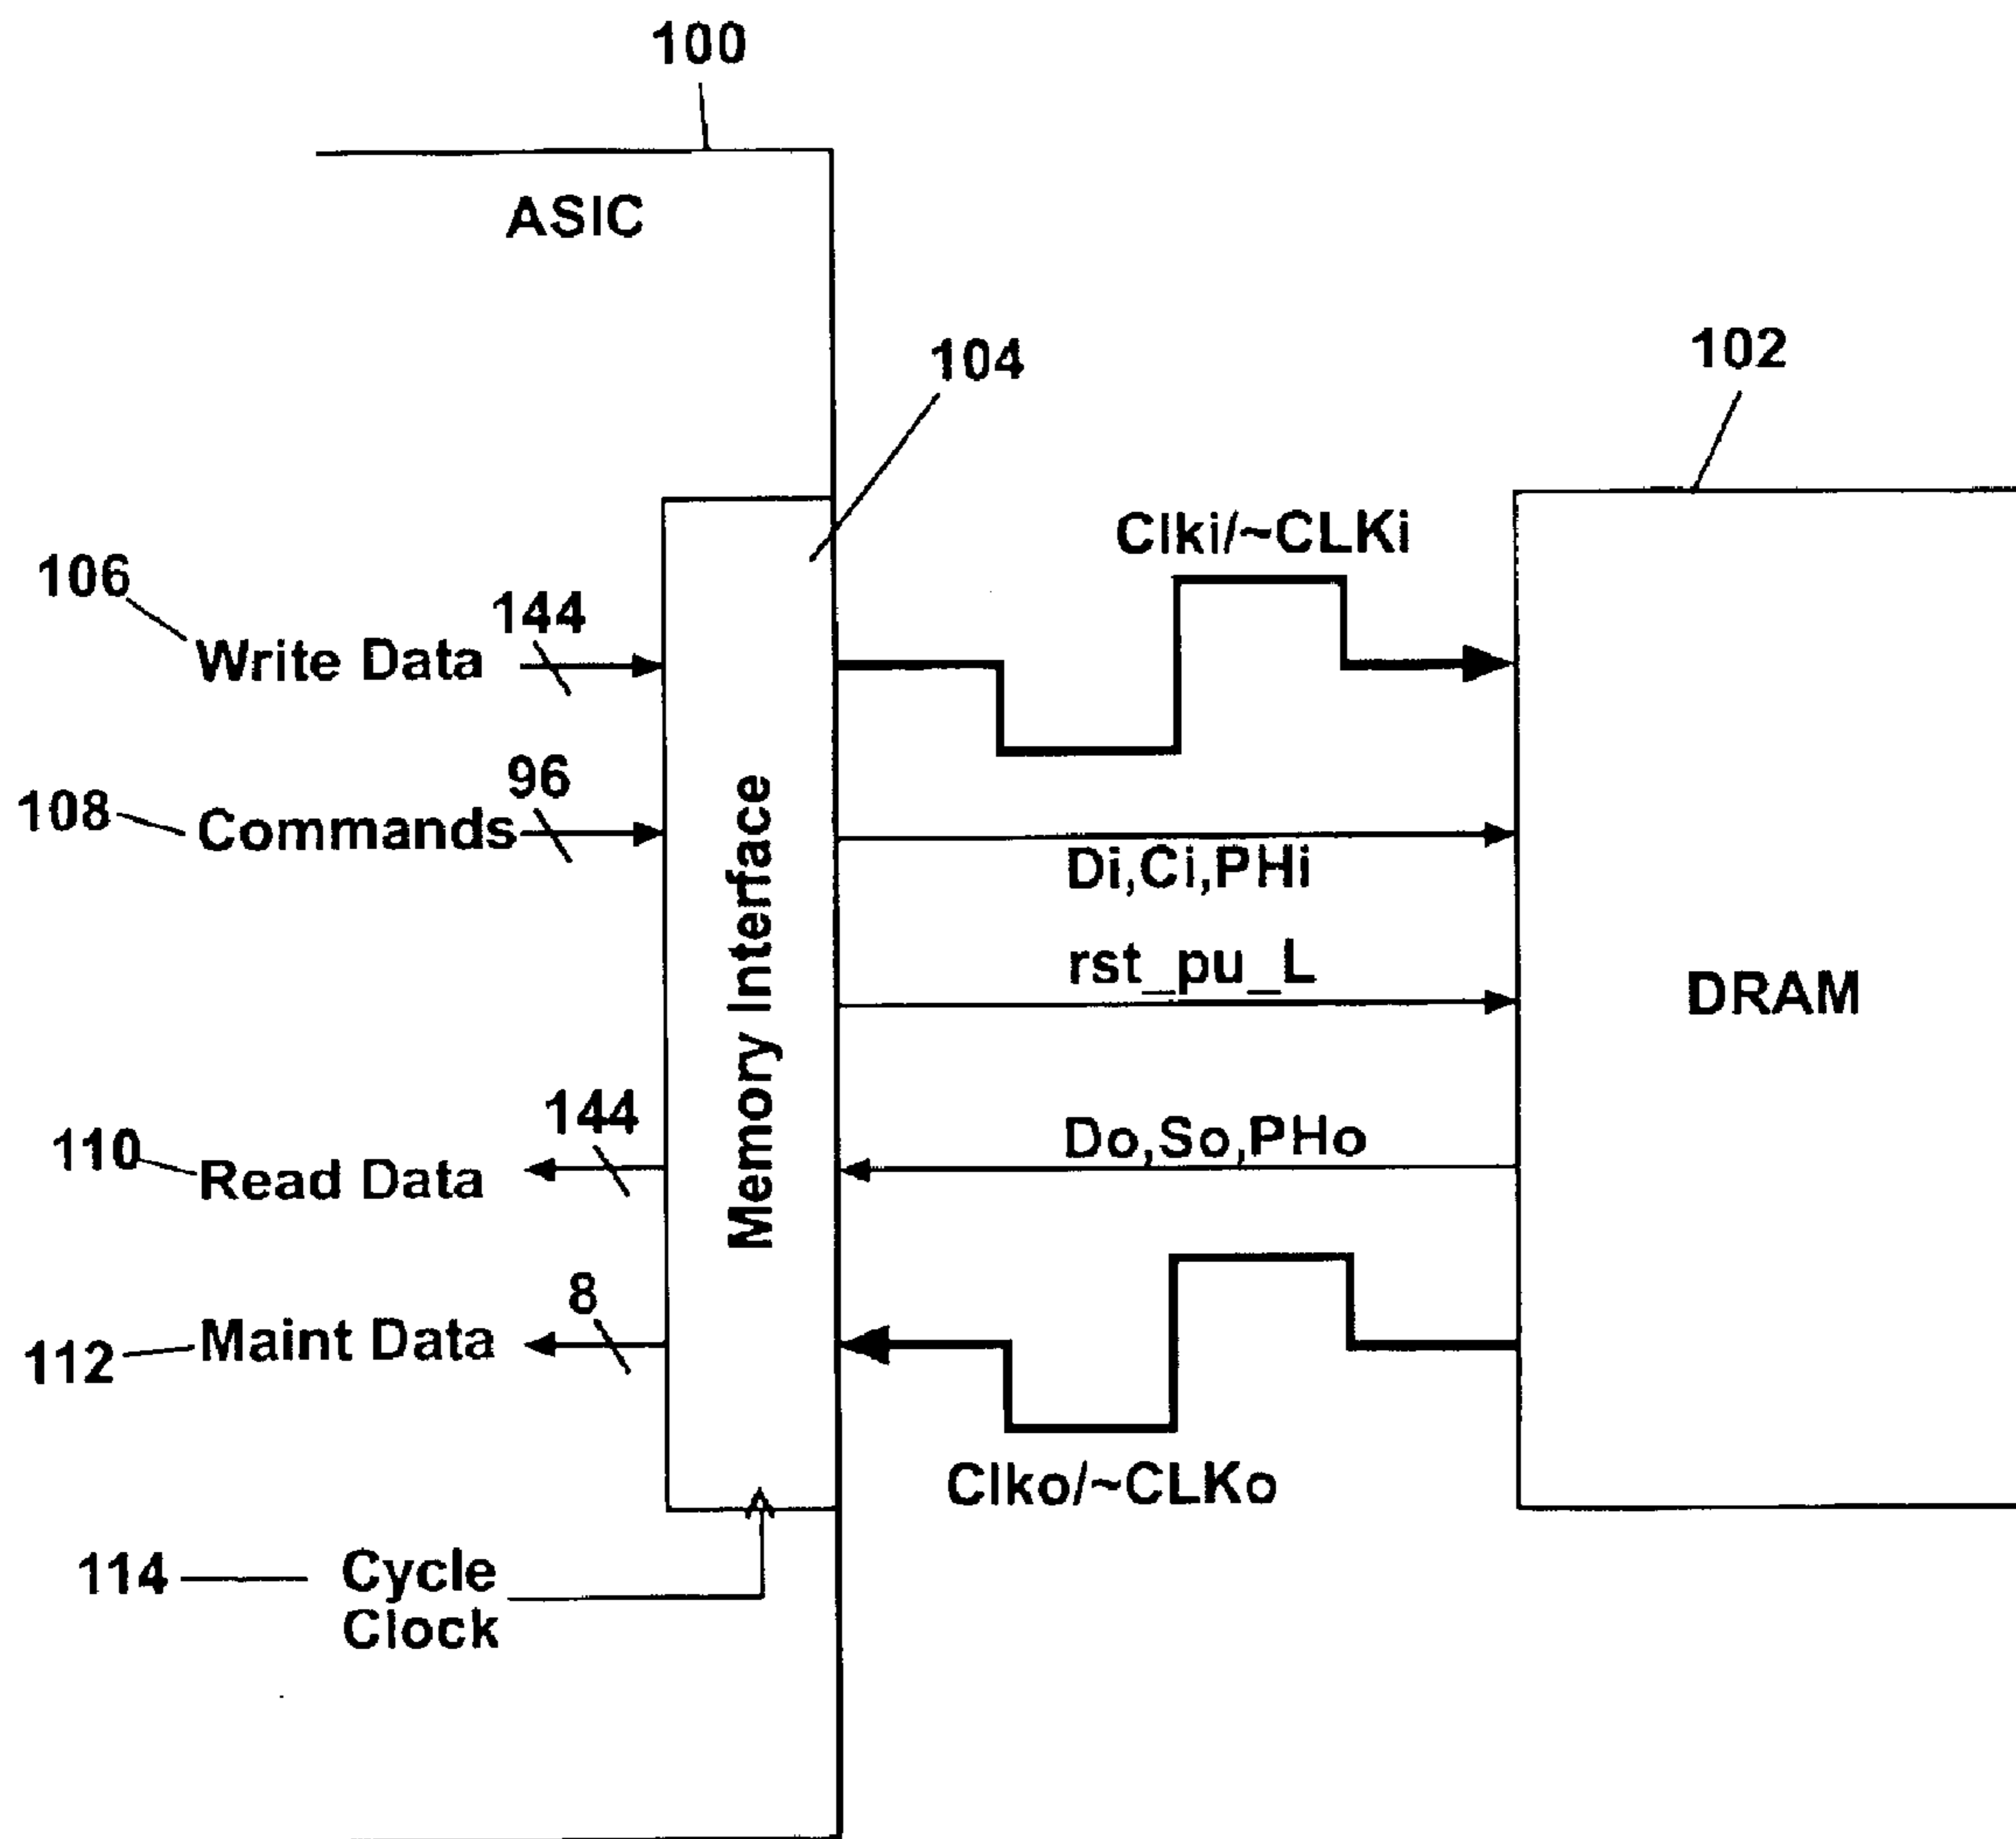 100
ASIC
104
102
Clki/~CLKi
106
144
Write Data
96
108
Commands
Di,Ci,PHi
Memory Interface
rst_pu_L
DRAM
144
Do,So,PHo
110
Read Data
8
Maint Data
112
Clko/~CLKo
114
Cycle
Clock